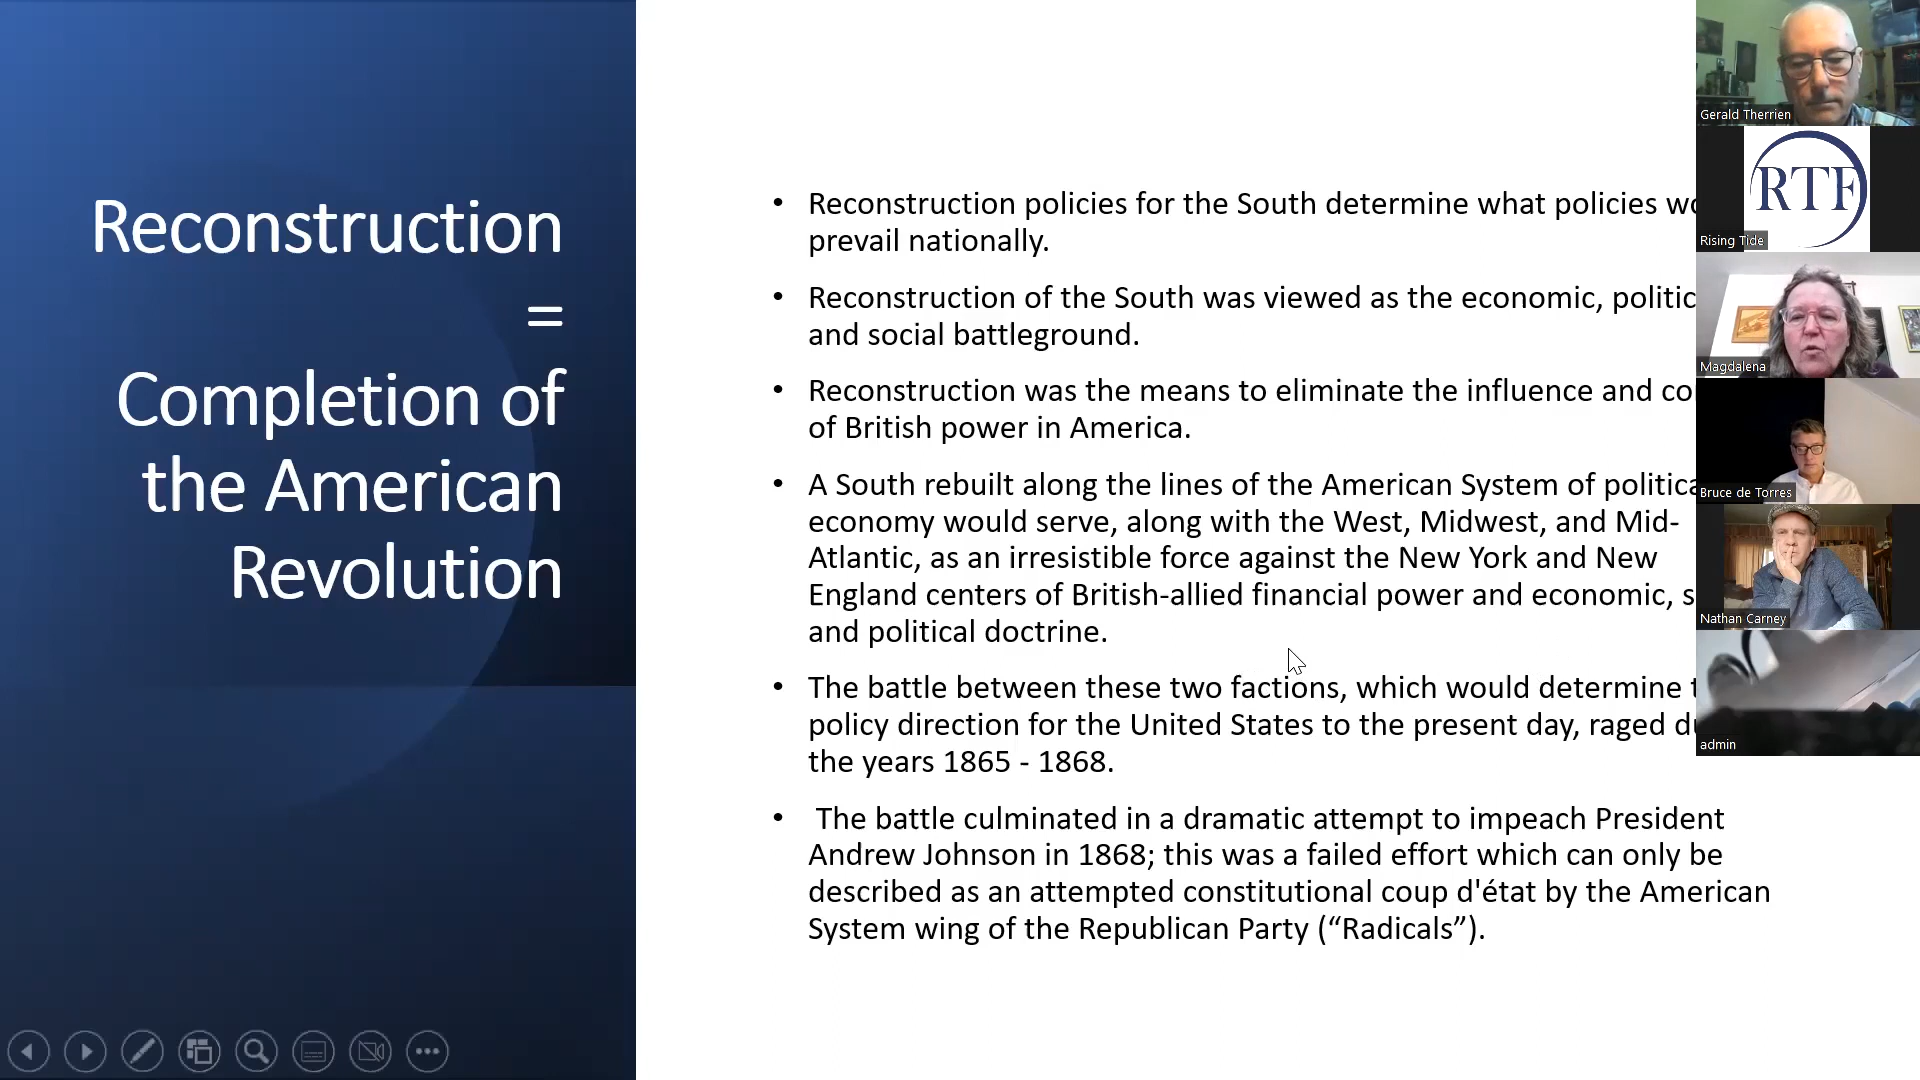 Reconstruction
=
Completion of
the American
Revolution
• Reconstruction policies for the South determine what policies
prevail nationally.
• Reconstruction of the South was viewed as the economic,
and social battleground.
• Reconstruction was the means to eliminate the influence and
of British power in America.
• A South rebuilt along the lines of the American System of
economy would serve, along with the West, Midwest, and Mid-
Atlantic, as an irresistible force against the New York and New
England centers of British-allied financial power and economic,
and political doctrine.
• The battle between these two factions, which would determine
policy direction for the United States to the present day, raged
the years 1865 - 1868.
• The battle culminated in a dramatic attempt to impeach President
Andrew Johnson in 1868; this was a failed effort which can only be
described as an attempted constitutional coup d'état by the American
System wing of the Republican Party (“Radicals”).
Gerald Therrien
RTF
Rising Tide
Magdalena
Bruce de Torres
Nathan Carney
admin